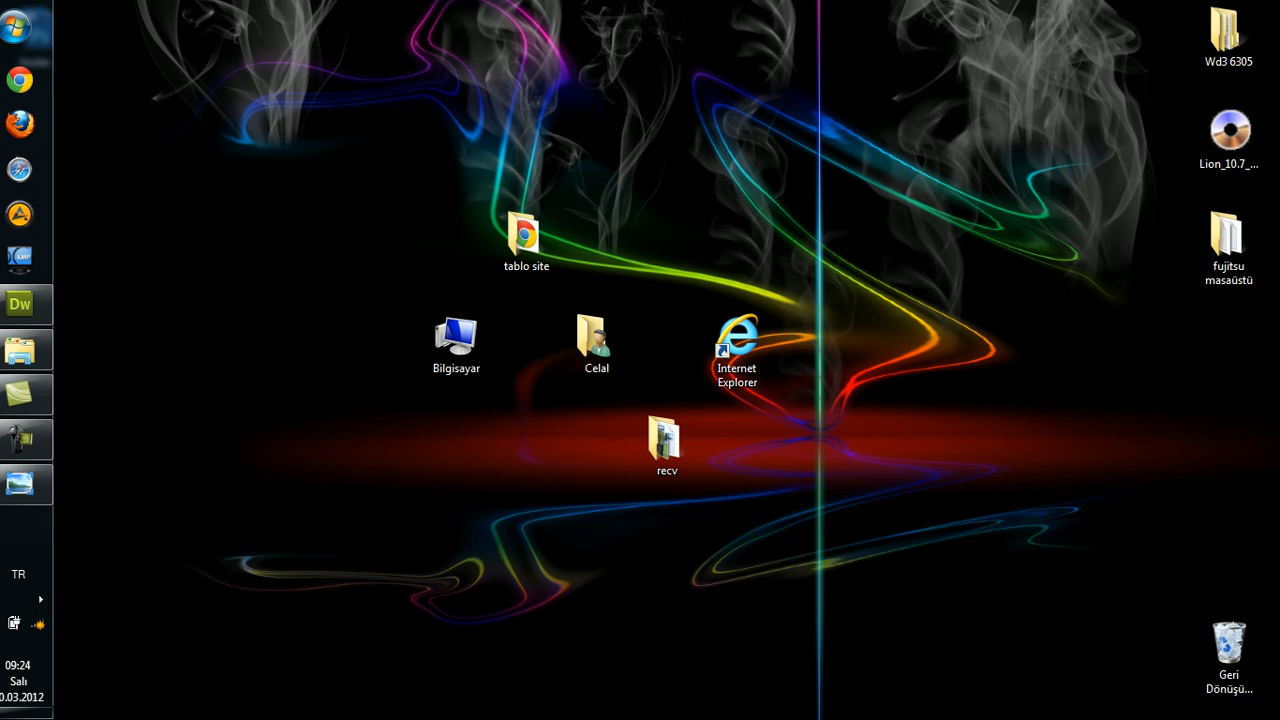 Wd3 6305
Lion_10.7_...
tablo site
fujitsu
masaüstü
Bilgisayar
Celal
Internet
Explorer
recv
KMP
Dw
TR
09:24
Salı
0.03.2012
Geri
Dönüşü...